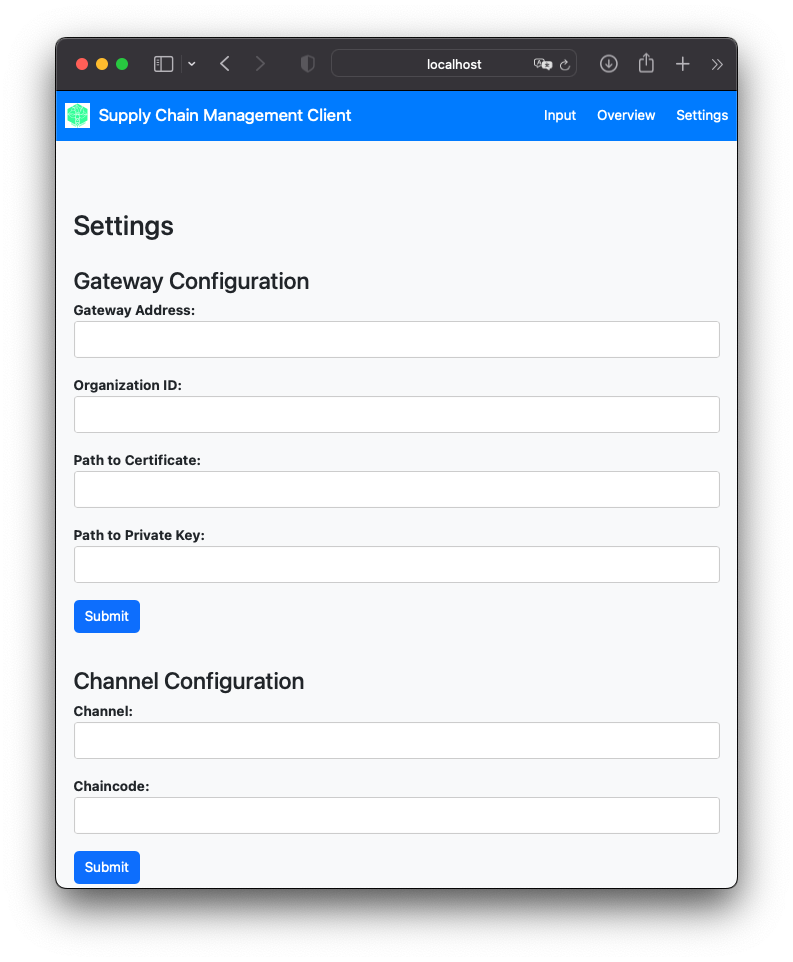 localhost
Supply Chain Management Client
Input Overview Settings
Settings
Gateway Configuration
Gateway Address:
Organization ID:
Path to Certificate:
Path to Private Key:
Submit
Channel Configuration
Channel:
Chaincode:
Submit